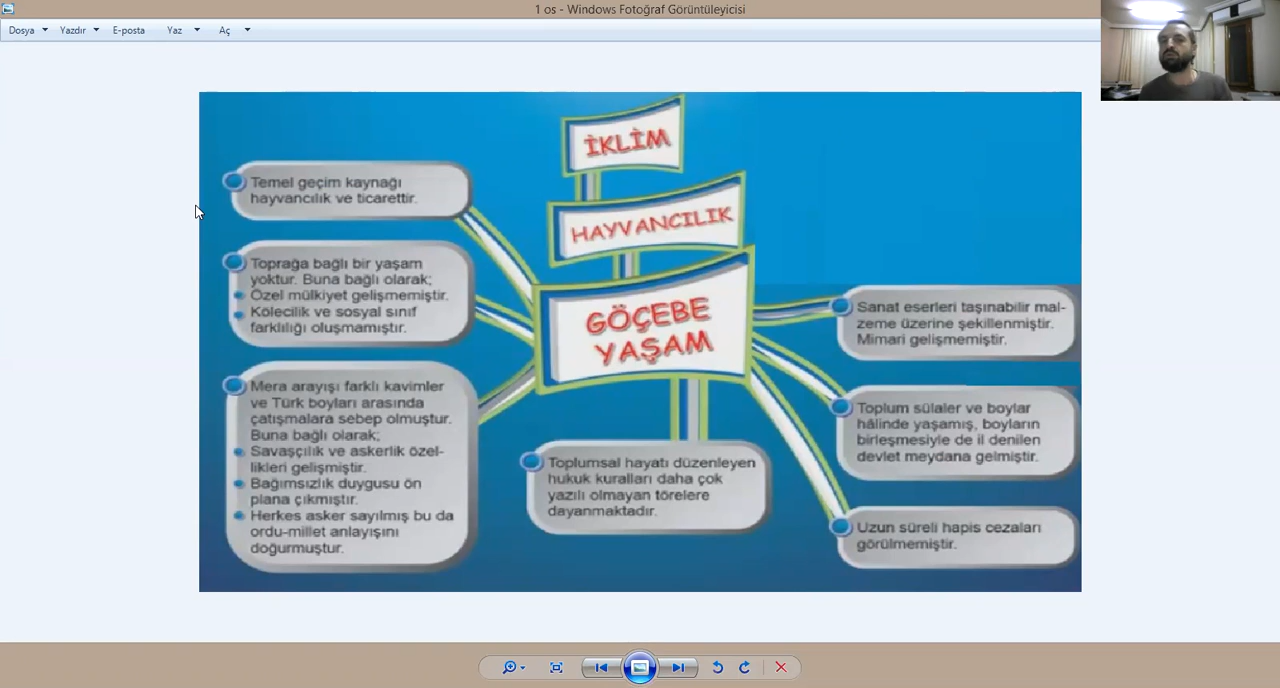 1 os - Windows Fotoğraf Görüntüleyicisi
Dosya Yazdır E-posta Yaz Aç
İKLİM
HAYVANCILIK
GÖÇEBE
YAŞAM
Temel geçim kaynağı
hayvancılık ve ticarettir.
Toprağa bağlı bir yaşam
yoktur. Buna bağlı olarak;
Özel mülkiyet gelişmemiştir.
Kölecilik ve sosyal sınıf
farklılığı oluşmamıştır.
Mera arayışı farklı kavimler
ve Türk boyları arasında
çatışmalara sebep olmuştur.
Buna bağlı olarak;
Savaşçılık ve askerlik özel-
likleri gelişmiştir.
Bağımsızlık duygusu ön
plana çıkmıştır.
Herkes asker sayılmış bu da
ordu-millet anlayışını
doğurmuştur.
Toplumsal hayatı düzenleyen
hukuk kuralları daha çok
yazılı olmayan törelere
dayanmaktadır.
Sanat eserleri taşınabilir mal-
zeme üzerine şekillenmiştir.
Mimari gelişmemiştir.
Toplum sülaler ve boylar
hâlinde yaşamış, boyların
birleşmesiyle de il denilen
devlet meydana gelmiştir.
Uzun süreli hapis cezaları
görülmemiştir.